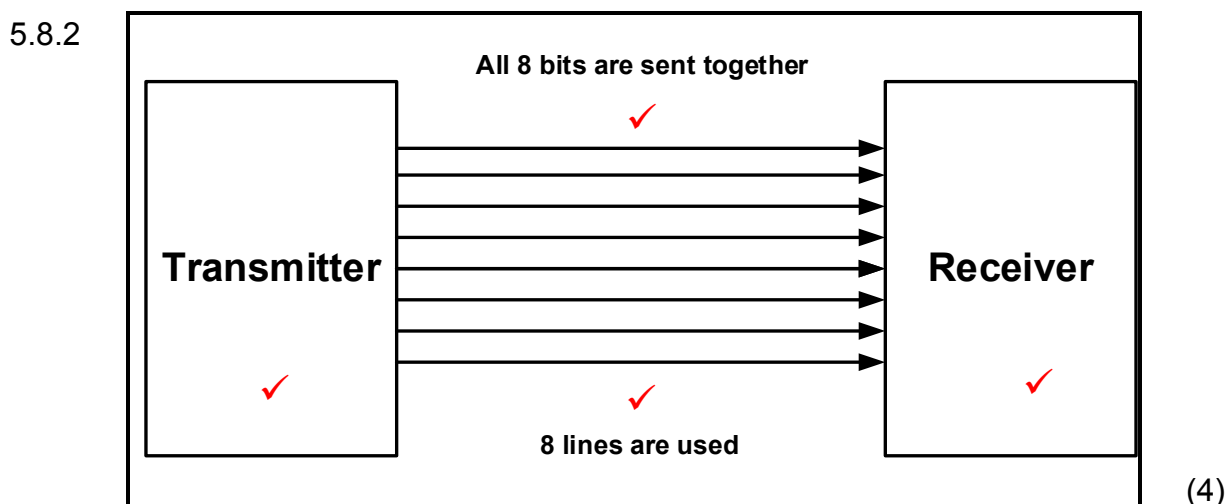 5.8.2
All 8 bits are sent together
Transmitter
Receiver
8 lines are used
(4)